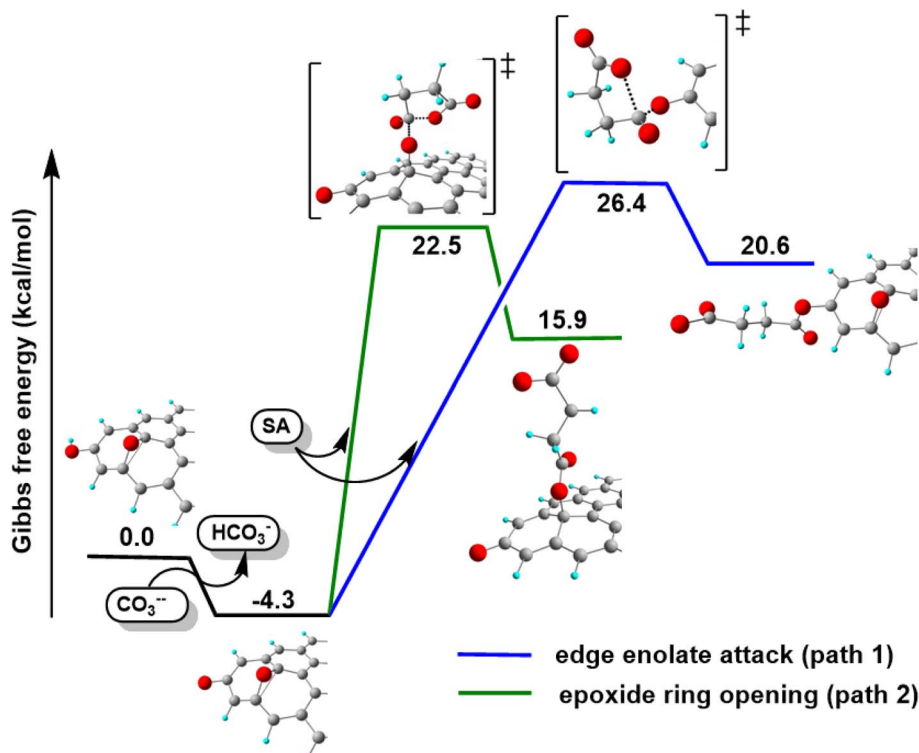 ‡
‡
Gibbs free energy (kcal/mol)
22.5
26.4
20.6
15.9
SA
0.0
HCO₃⁻
CO₃⁻⁻
-4.3
edge enolate attack (path 1)
epoxide ring opening (path 2)